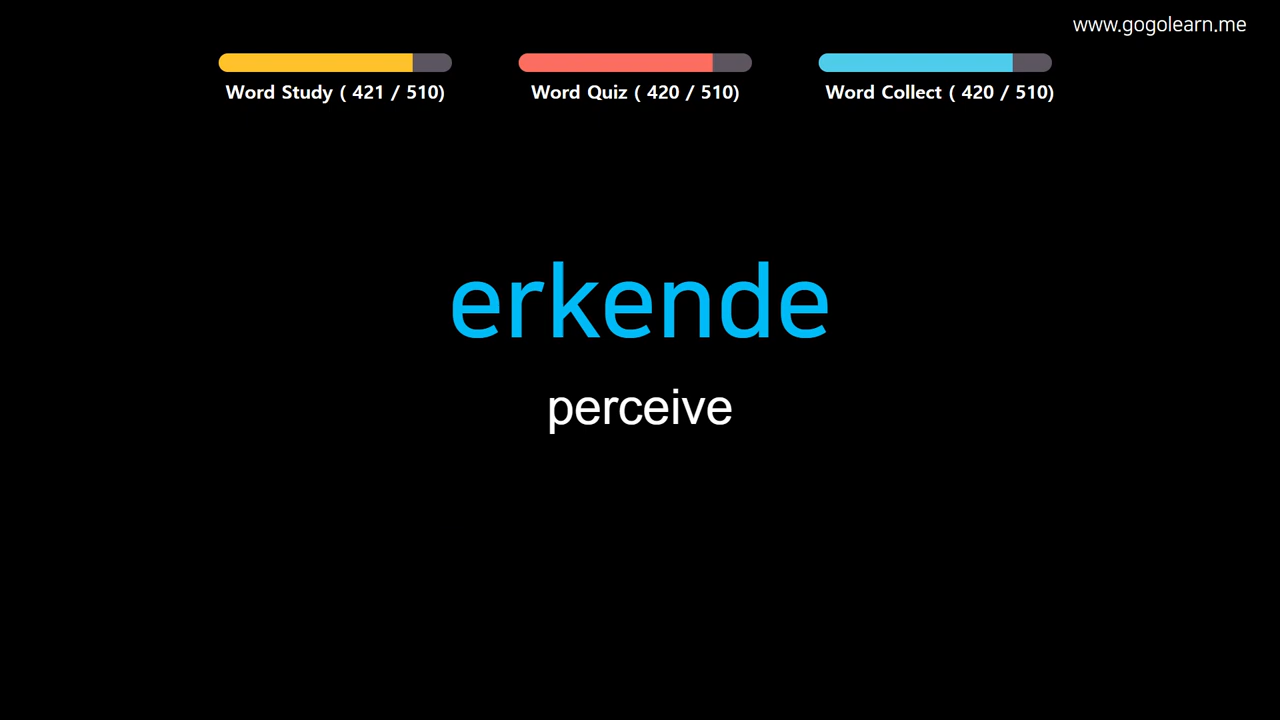 www.gogolearn.me
Word Study ( 421 / 510)
Word Quiz ( 420 / 510)
Word Collect ( 420 / 510)
erkende
perceive